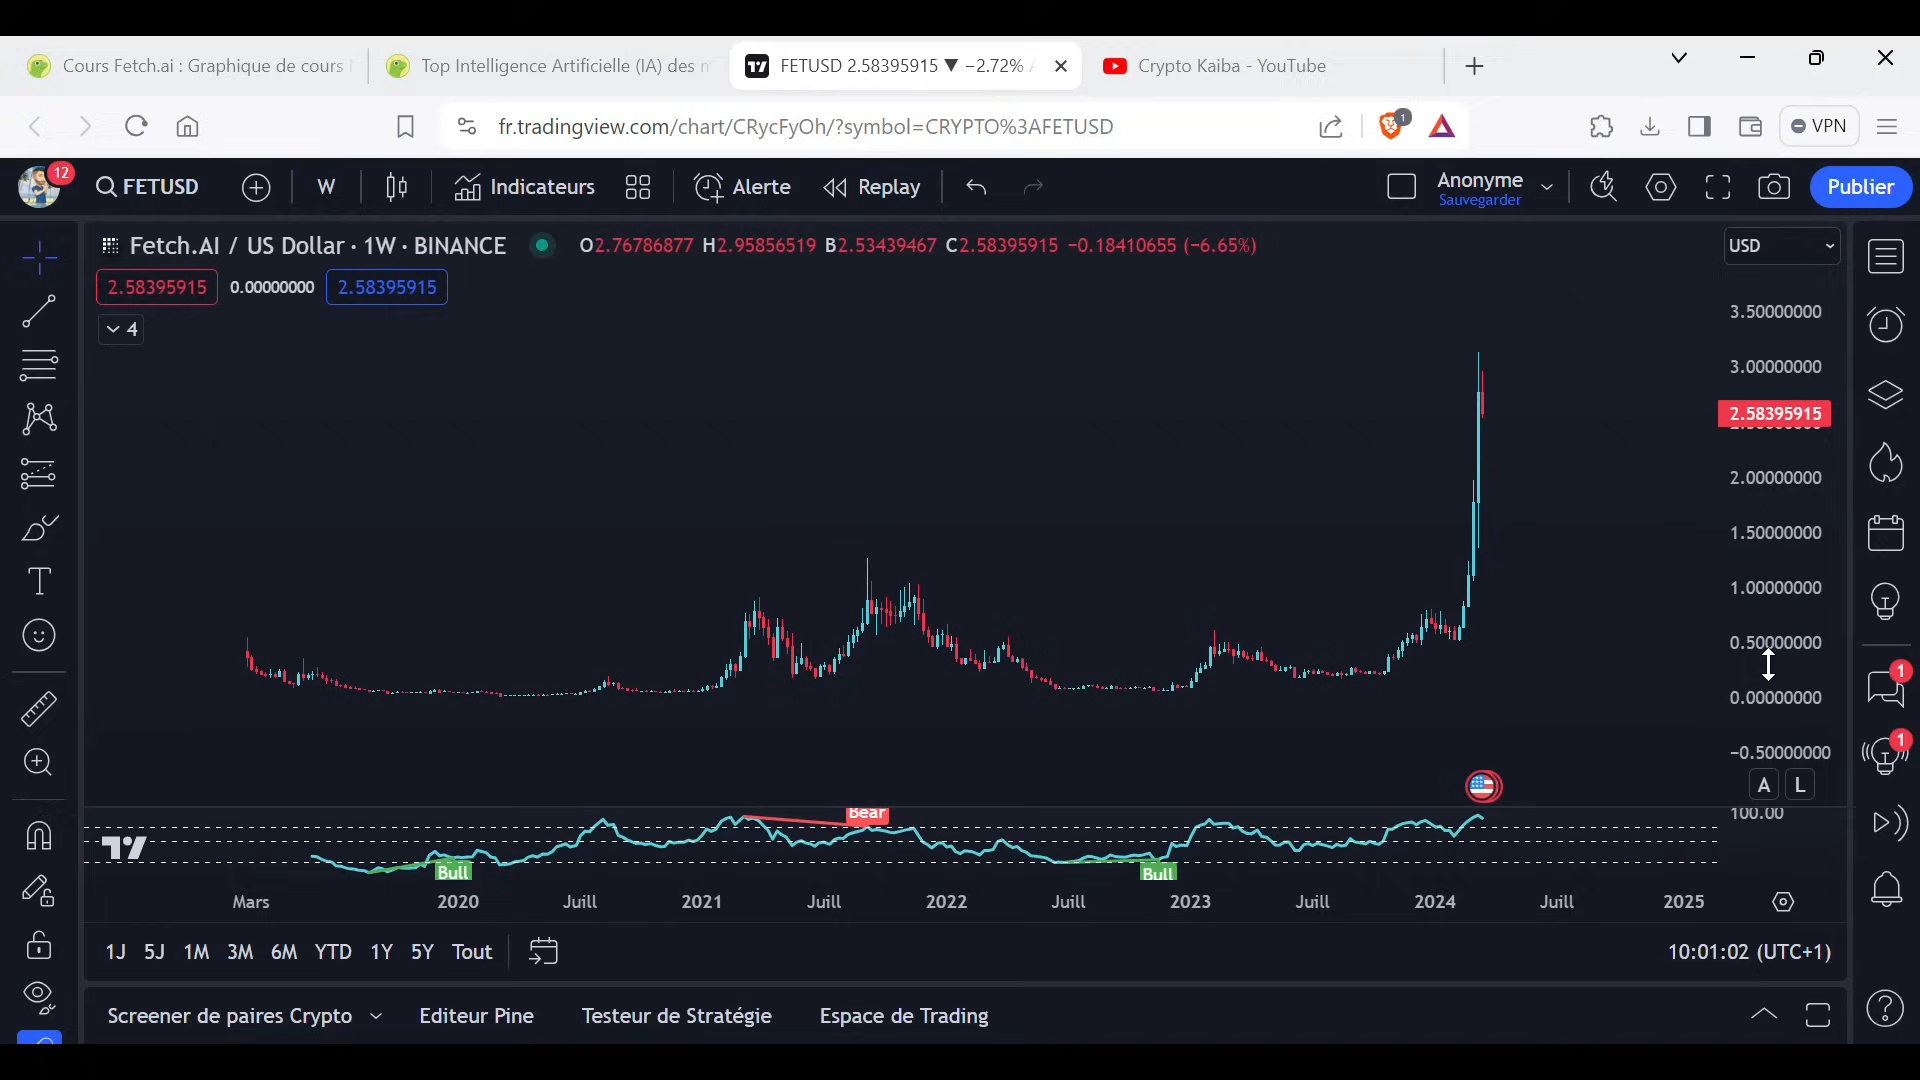 Cours Fetch.ai : Graphique de cours
Top Intelligence Artificielle (IA) des
FETUSD 2.58395915 ▼ −2.72%
Crypto Kaiba - YouTube
fr.tradingview.com/chart/CRycFyOh/?symbol=CRYPTO%3AFETUSD
1
VPN
12
FETUSD
W
Indicateurs
Alerte
Replay
Anonyme
Sauvegarder
Publier
Fetch.AI / US Dollar · 1W · BINANCE
O2.76786877 H2.95856519 B2.53439467 C2.58395915 −0.18410655 (−6.65%)
USD
2.58395915
0.00000000
2.58395915
4
3.50000000
3.00000000
2.58395915
2.00000000
1.50000000
1.00000000
0.50000000
0.00000000
−0.50000000
A
L
1
1
100.00
Bear
Bull
Bull
Mars
2020
Juill
2021
Juill
2022
Juill
2023
Juill
2024
Juill
2025
1J
5J
1M
3M
6M
YTD
1Y
5Y
Tout
10:01:02 (UTC+1)
Screener de paires Crypto
Editeur Pine
Testeur de Stratégie
Espace de Trading